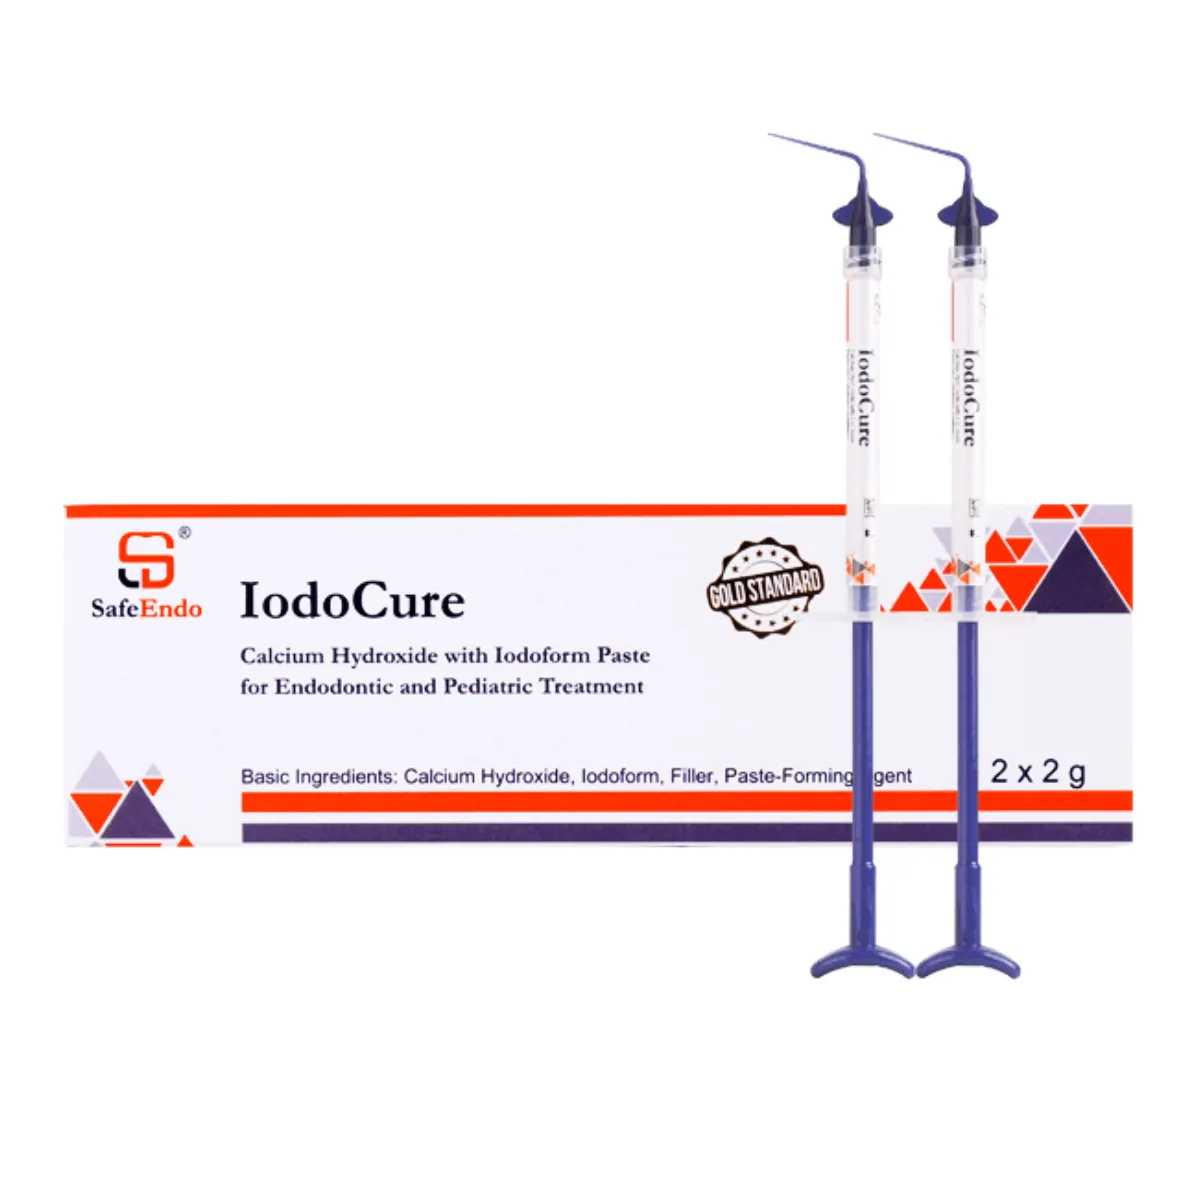 SafeEndo
®
IodoCure
Calcium Hydroxide with Iodoform Paste
for Endodontic and Pediatric Treatment
GOLD STANDARD
Basic Ingredients: Calcium Hydroxide, Iodoform, Filler, Paste-Forming gent
2 x 2 g
IodoCure
IodoCure